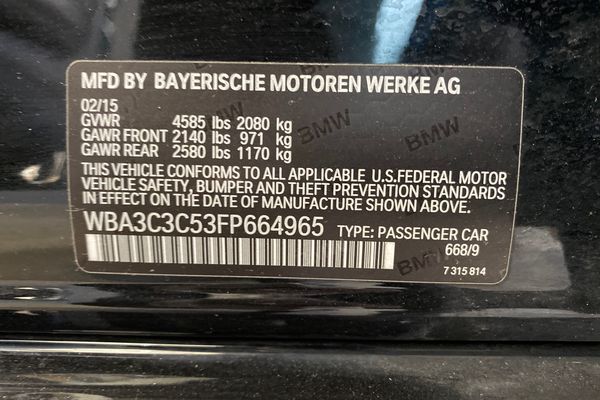 MFD BY BAYERISCHE MOTOREN WERKE AG
02/15
GVWR 4585 lbs 2080 kg
GAWR FRONT 2140 lbs 971 kg
GAWR REAR 2580 lbs 1170 kg
THIS VEHICLE CONFORMS TO ALL APPLICABLE U.S.FEDERAL MOTOR
VEHICLE SAFETY, BUMPER AND THEFT PREVENTION STANDARDS
IN EFFECT ON THE DATE OF MANUFACTURE SHOWN ABOVE.
WBA3C3C53FP664965 TYPE: PASSENGER CAR
668/9
7 315 814
BMW
BMW
BMW